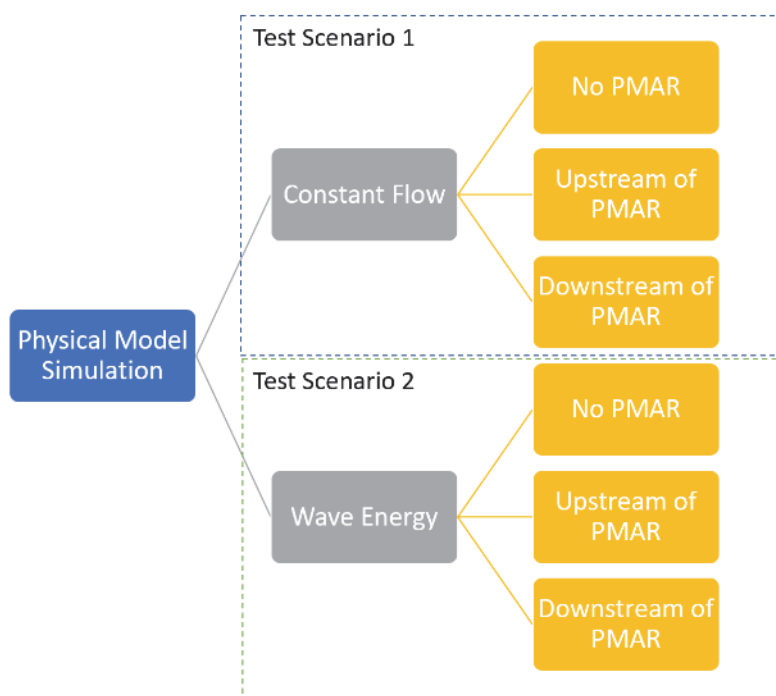 Test Scenario 1
No PMAR
Constant Flow
Upstream of
PMAR
Downstream of
PMAR
Physical Model
Simulation
Test Scenario 2
No PMAR
Wave Energy
Upstream of
PMAR
Downstream of
PMAR